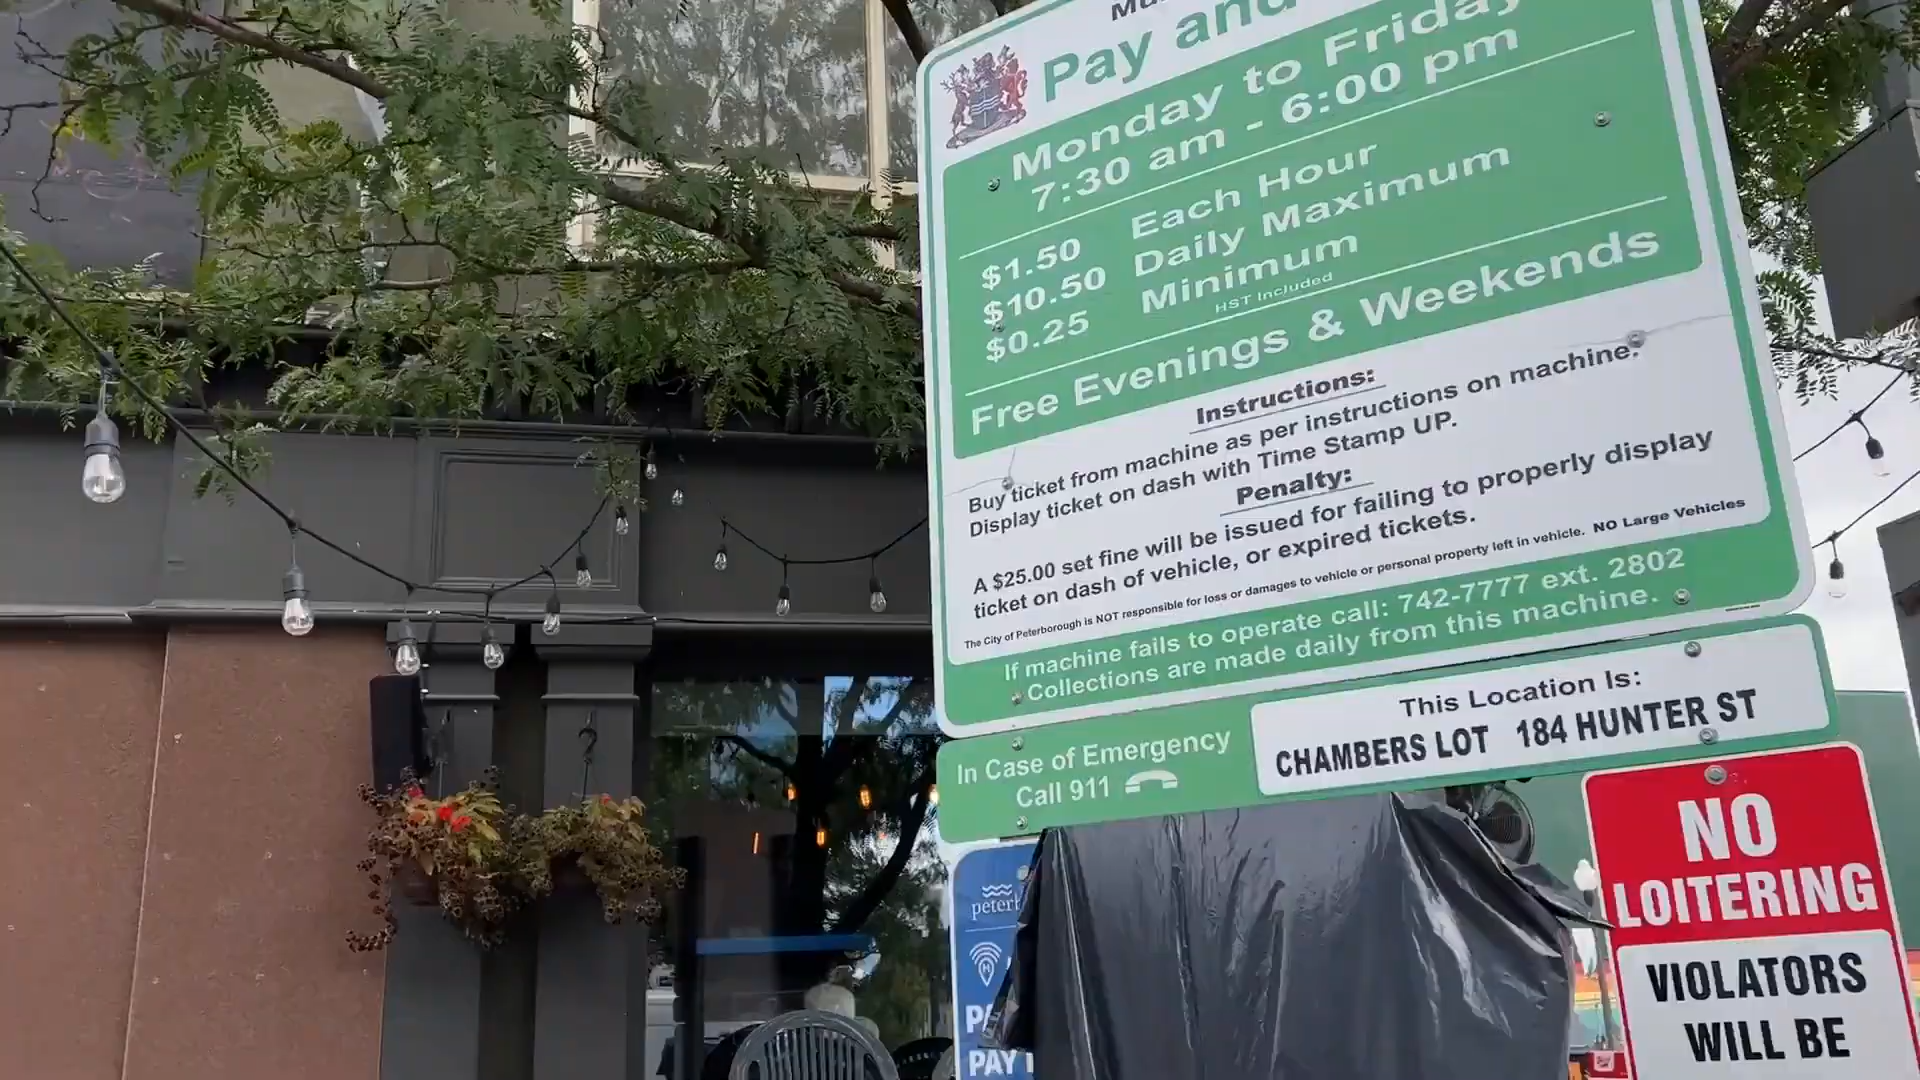 Pay and
Monday to Friday
7:30 am - 6:00 pm
$1.50 Each Hour
$10.50 Daily Maximum
$0.25 Minimum
HST Included
Free Evenings & Weekends
Instructions:
Buy ticket from machine as per instructions on machine.
Display ticket on dash with Time Stamp UP.
Penalty:
A $25.00 set fine will be issued for failing to properly display
ticket on dash of vehicle, or expired tickets.
The City of Peterborough is NOT responsible for loss or damages to vehicle or personal property left in vehicle. NO Large Vehicles
If machine fails to operate call: 742-7777 ext. 2802
Collections are made daily from this machine.
In Case of Emergency
Call 911
This Location Is:
CHAMBERS LOT 184 HUNTER ST
PAY
NO
LOITERING
VIOLATORS
WILL BE